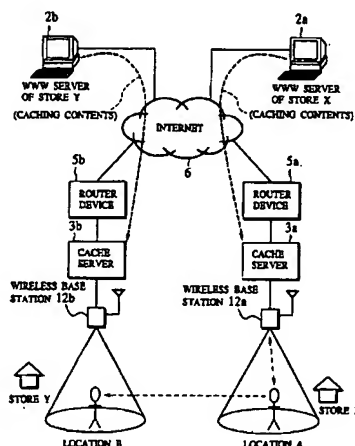 2b
2a
WWW SERVER
OF STORE Y
(CACHING CONTENTS)
WWW SERVER
OF STORE X
(CACHING CONTENTS)
INTERNET
6
5b
ROUTER
DEVICE
5a
ROUTER
DEVICE
3b
CACHE
SERVER
3a
CACHE
SERVER
WIRELESS BASE
STATION 12b
WIRELESS BASE
STATION 12a
STORE Y
STORE
LOCATION B
LOCATION A